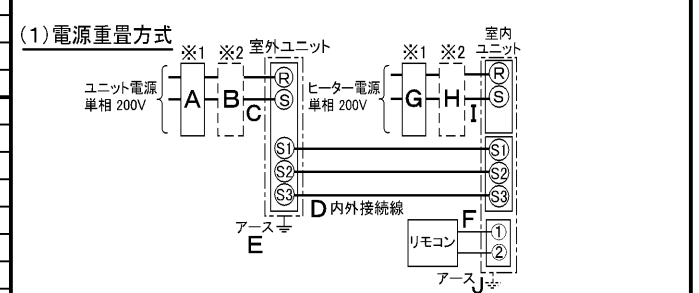 (1)電源重畳方式
※1 ※2 室外ユニット
ユニット電源
単相 200V
A B C
R
S
S1
S2
S3
アース
E
D 内外接続線
※1 ※2 室内
ユニット
ヒーター電源
単相 200V
G H I
R
S
S1
S2
S3
F
リモコン
1
2
アース J